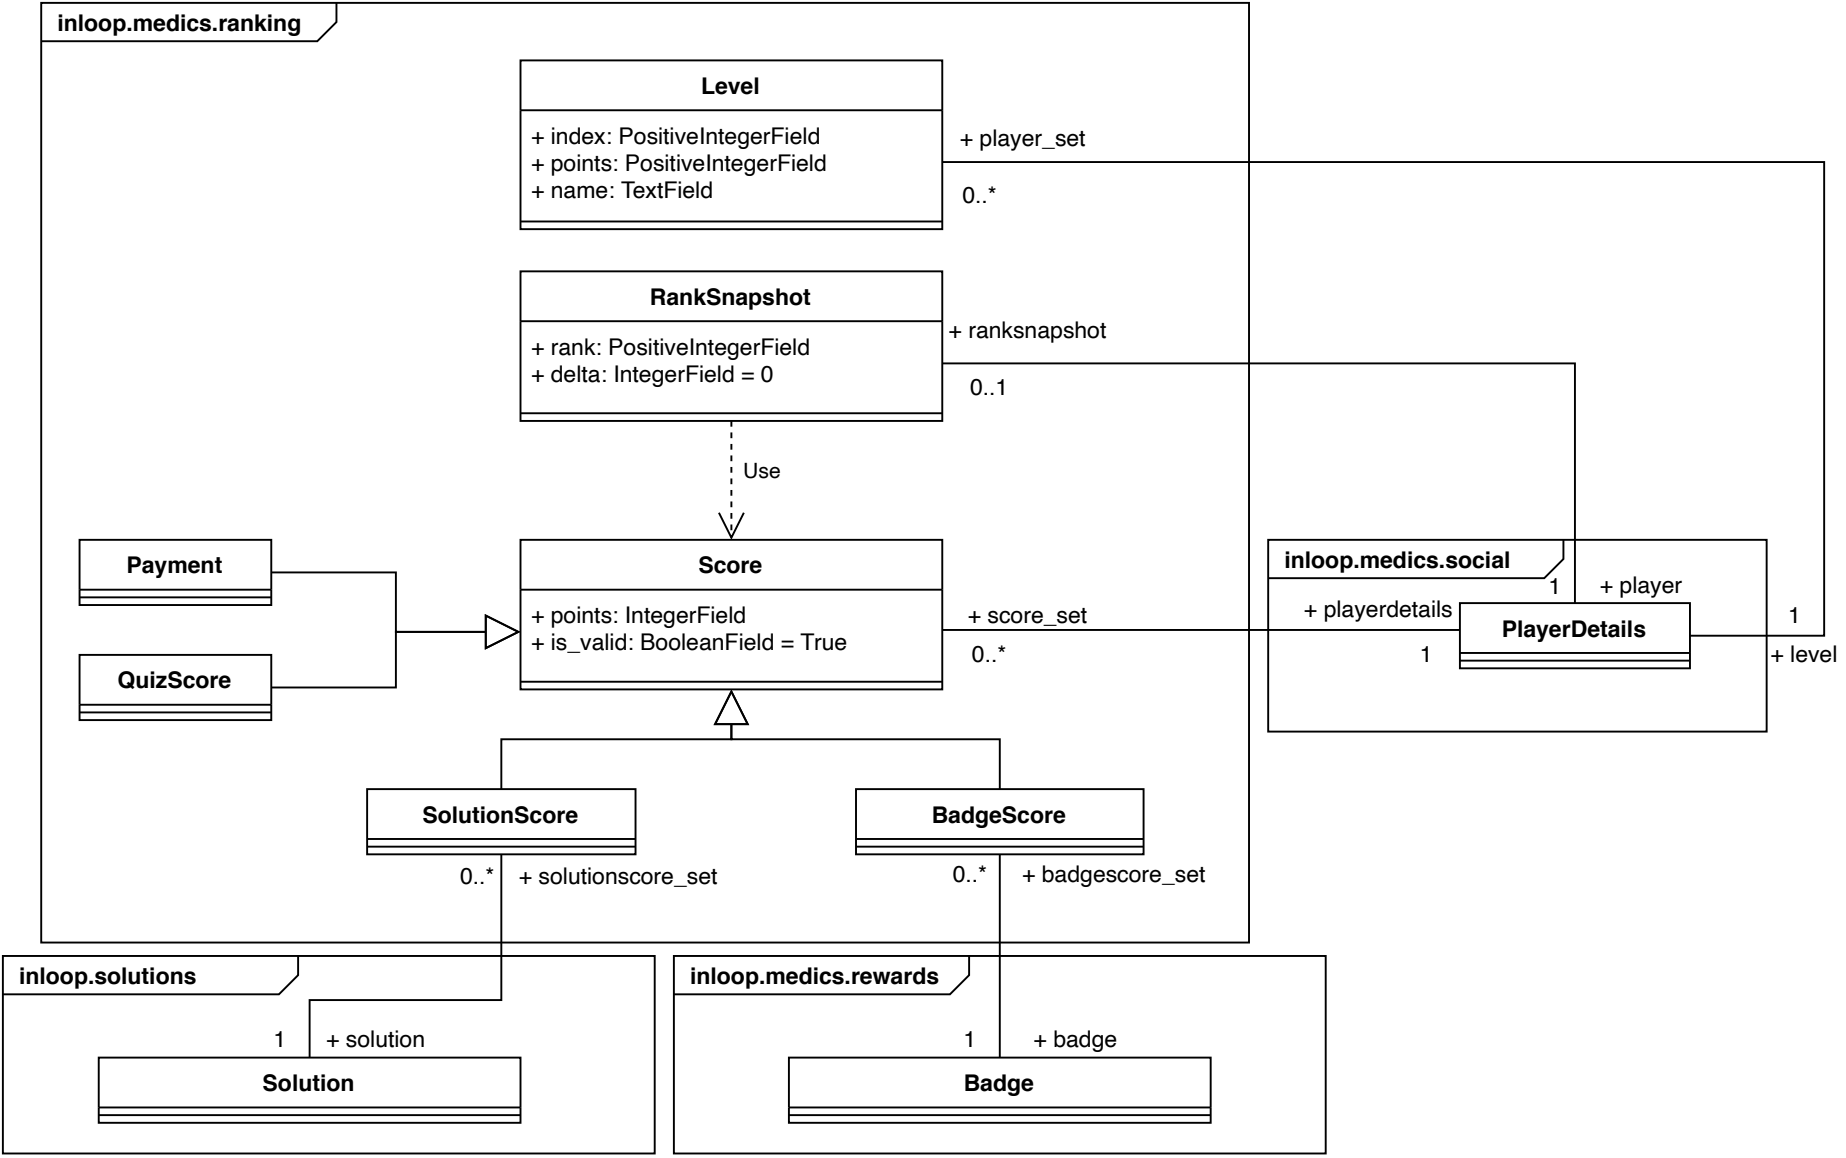 inloop.medics.ranking
Level
+ index: PositiveIntegerField
+ points: PositiveIntegerField
+ name: TextField
+ player_set
0..*
RankSnapshot
+ rank: PositiveIntegerField
+ delta: IntegerField = 0
+ ranksnapshot
0..1
Use
Payment
QuizScore
Score
+ points: IntegerField
+ is_valid: BooleanField = True
+ score_set
0..*
inloop.medics.social
1
+ player
+ playerdetails
1
PlayerDetails
1
+ level
SolutionScore
0..*
+ solutionscore_set
BadgeScore
0..*
+ badgescore_set
inloop.solutions
1
+ solution
Solution
inloop.medics.rewards
1
+ badge
Badge